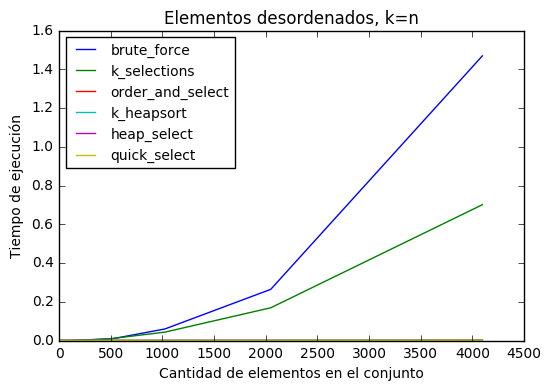 Elementos desordenados, k=n
Tiempo de ejecución
1.6
1.4
1.2
1.0
0.8
0.6
0.4
0.2
0.0
brute_force
k_selections
order_and_select
k_heapsort
heap_select
quick_select
0 500 1000 1500 2000 2500 3000 3500 4000 4500
Cantidad de elementos en el conjunto